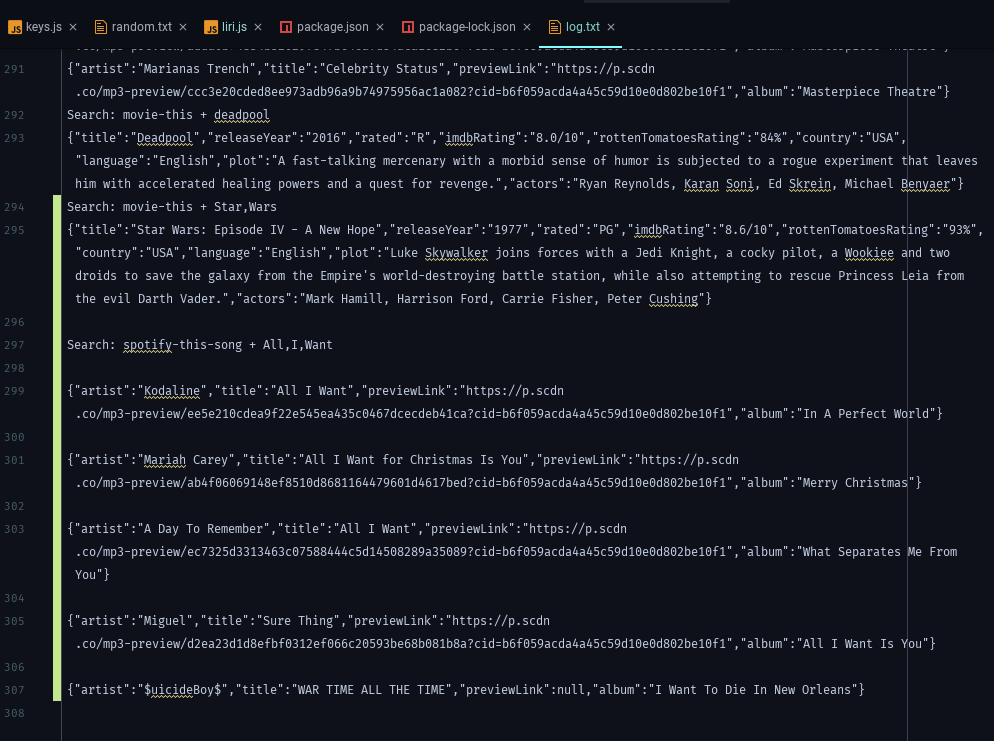 JS keys.js ×
random.txt ×
JS liri.js ×
package.json ×
package-lock.json ×
log.txt ×
291 {"artist":"Marianas Trench","title":"Celebrity Status","previewLink":"https://p.scdn
.co/mp3-preview/ccc3e20cded8ee973adb96a9b74975956ac1a082?cid=b6f059acda4a45c59d10e0d802be10f1","album":"Masterpiece Theatre"}
292 Search: movie-this + deadpool
293 {"title":"Deadpool","releaseYear":"2016","rated":"R","imdbRating":"8.0/10","rottenTomatoesRating":"84%","country":"USA",
"language":"English","plot":"A fast-talking mercenary with a morbid sense of humor is subjected to a rogue experiment that leaves
him with accelerated healing powers and a quest for revenge.","actors":"Ryan Reynolds, Karan Soni, Ed Skrein, Michael Benyaer"}
294 Search: movie-this + Star,Wars
295 {"title":"Star Wars: Episode IV - A New Hope","releaseYear":"1977","rated":"PG","imdbRating":"8.6/10","rottenTomatoesRating":"93%",
"country":"USA","language":"English","plot":"Luke Skywalker joins forces with a Jedi Knight, a cocky pilot, a Wookiee and two
droids to save the galaxy from the Empire's world-destroying battle station, while also attempting to rescue Princess Leia from
the evil Darth Vader.","actors":"Mark Hamill, Harrison Ford, Carrie Fisher, Peter Cushing"}
296
297 Search: spotify-this-song + All,I,Want
298
299 {"artist":"Kodaline","title":"All I Want","previewLink":"https://p.scdn
.co/mp3-preview/ee5e210cdea9f22e545ea435c0467dcecdeb41ca?cid=b6f059acda4a45c59d10e0d802be10f1","album":"In A Perfect World"}
300
301 {"artist":"Mariah Carey","title":"All I Want for Christmas Is You","previewLink":"https://p.scdn
.co/mp3-preview/ab4f06069148ef8510d8681164479601d4617bed?cid=b6f059acda4a45c59d10e0d802be10f1","album":"Merry Christmas"}
302
303 {"artist":"A Day To Remember","title":"All I Want","previewLink":"https://p.scdn
.co/mp3-preview/ec7325d3313463c07588444c5d14508289a35089?cid=b6f059acda4a45c59d10e0d802be10f1","album":"What Separates Me From
You"}
304
305 {"artist":"Miguel","title":"Sure Thing","previewLink":"https://p.scdn
.co/mp3-preview/d2ea23d1d8efbf0312ef066c20593be68b081b8a?cid=b6f059acda4a45c59d10e0d802be10f1","album":"All I Want Is You"}
306
307 {"artist":"$uicideBoy$","title":"WAR TIME ALL THE TIME","previewLink":null,"album":"I Want To Die In New Orleans"}
308